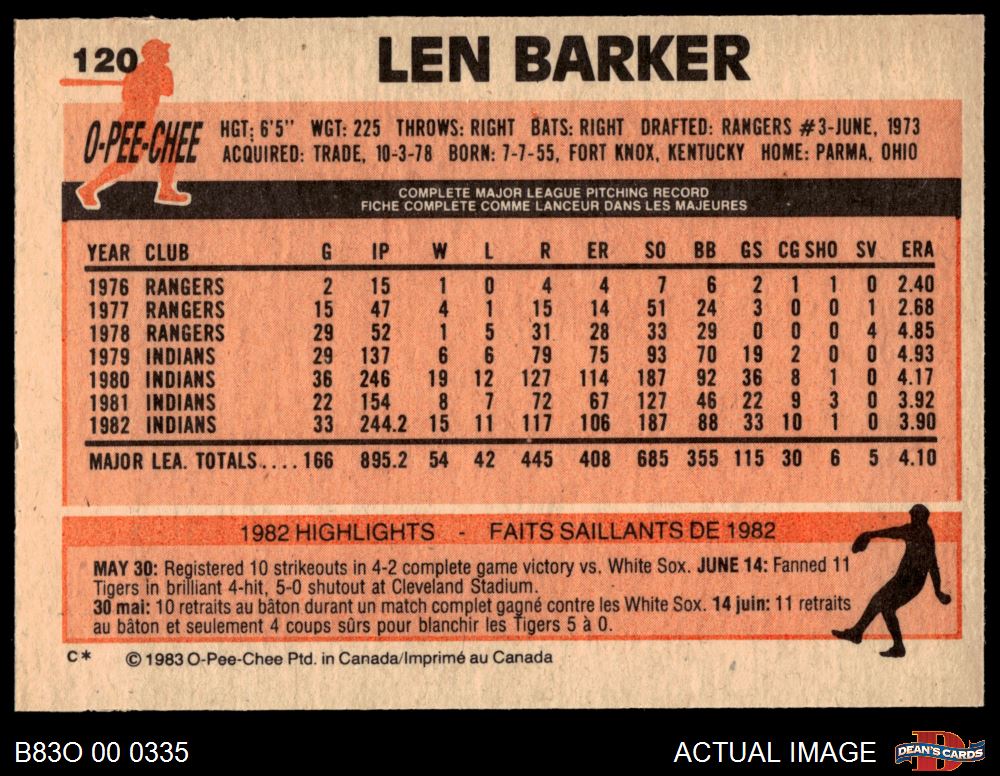 120
LEN BARKER
O-PEE-CHEE
HGT: 6'5" WGT: 225 THROWS: RIGHT BATS: RIGHT DRAFTED: RANGERS #3-JUNE, 1973
ACQUIRED: TRADE, 10-3-78 BORN: 7-7-55, FORT KNOX, KENTUCKY HOME: PARMA, OHIO
COMPLETE MAJOR LEAGUE PITCHING RECORD
FICHE COMPLETE COMME LANCEUR DANS LES MAJEURES
YEAR CLUB G IP W L R ER SO BB GS CG SHO SV ERA
1976 RANGERS 2 15 1 0 4 4 7 6 2 1 1 0 2.40
1977 RANGERS 15 47 4 1 15 14 51 24 3 0 0 1 2.68
1978 RANGERS 29 52 1 5 31 28 33 29 0 0 0 4 4.85
1979 INDIANS 29 137 6 6 79 75 93 70 19 2 0 0 4.93
1980 INDIANS 36 246 19 12 127 114 187 92 36 8 1 0 4.17
1981 INDIANS 22 154 8 7 72 67 127 46 22 9 3 0 3.92
1982 INDIANS 33 244.2 15 11 117 106 187 88 33 10 1 0 3.90
MAJOR LEA. TOTALS.... 166 895.2 54 42 445 408 685 355 115 30 6 5 4.10
1982 HIGHLIGHTS - FAITS SAILLANTS DE 1982
MAY 30: Registered 10 strikeouts in 4-2 complete game victory vs. White Sox. JUNE 14: Fanned 11
Tigers in brilliant 4-hit, 5-0 shutout at Cleveland Stadium.
30 mai: 10 retraits au bâton durant un match complet gagné contre les White Sox. 14 juin: 11 retraits
au bâton et seulement 4 coups sûrs pour blanchir les Tigers 5 à 0.
C* © 1983 O-Pee-Chee Ptd. in Canada/Imprimé au Canada
B83O 00 0335
ACTUAL IMAGE
DEAN'S CARDS